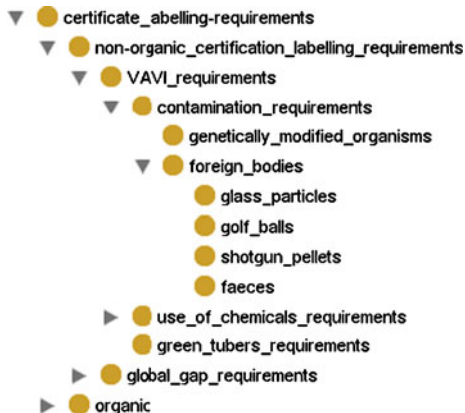 certificate_abelling-requirements
non-organic_certification_labelling_requirements
VAVI_requirements
contamination_requirements
genetically_modified_organisms
foreign_bodies
glass_particles
golf_balls
shotgun_pellets
faeces
use_of_chemicals_requirements
green_tubers_requirements
global_gap_requirements
organic